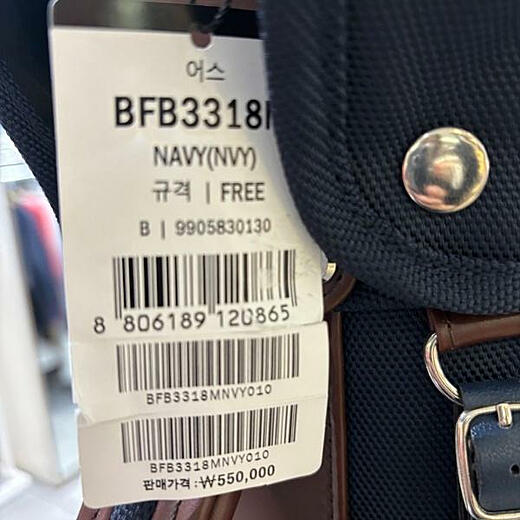 어스
BFB3318M
NAVY(NVY)
규격 | FREE
B | 9905830130
8 806189 120865
BFB3318MNVY010
BFB3318MNVY010
판매가격 : ₩550,000